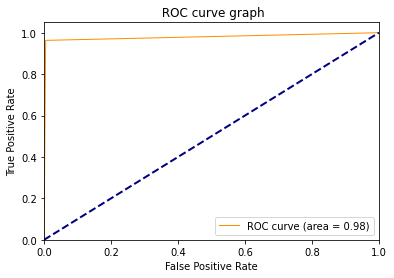 ROC curve graph
1.0
0.8
0.6
0.4
0.2
0.0
True Positive Rate
ROC curve (area = 0.98)
0.0 0.2 0.4 0.6 0.8 1.0
False Positive Rate